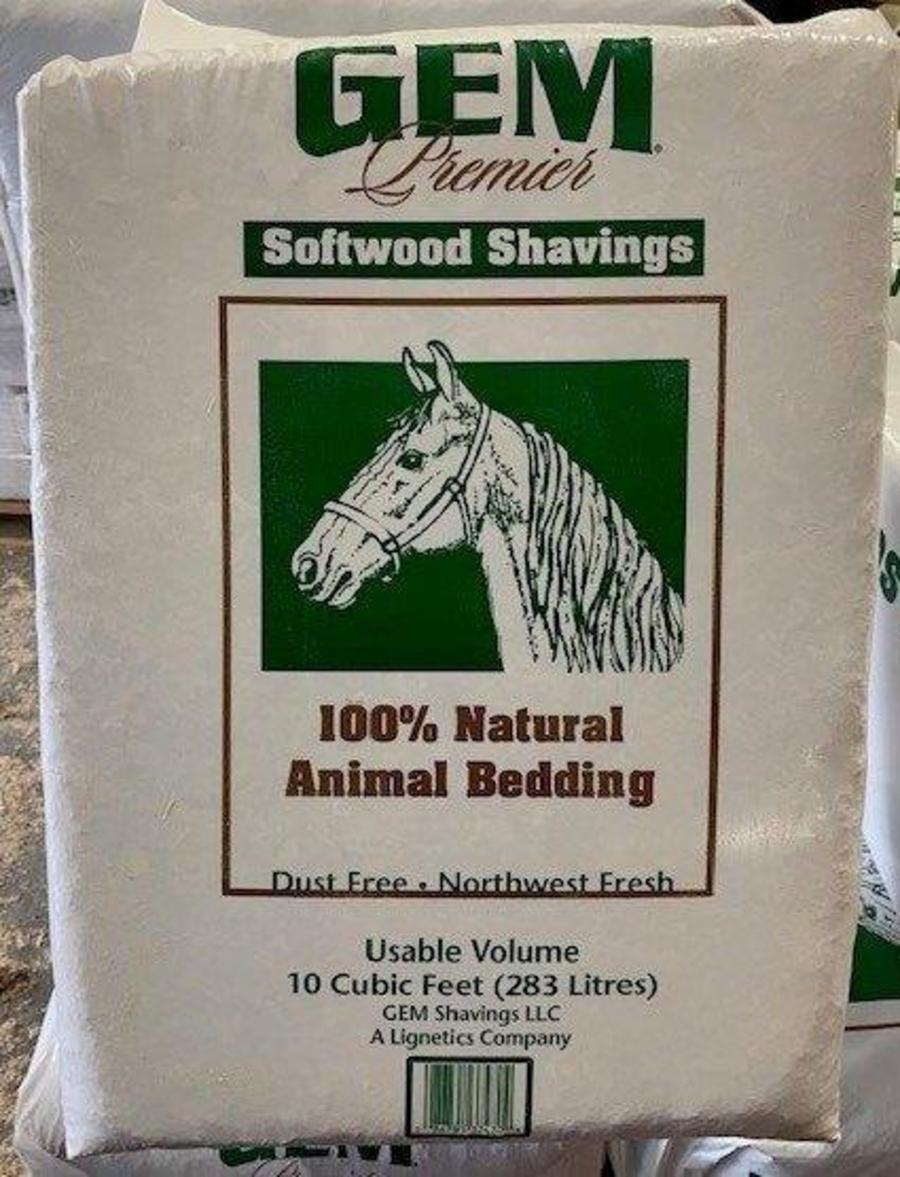 GEM®
Premier
Softwood Shavings
100% Natural
Animal Bedding
Dust Free • Northwest Fresh
Usable Volume
10 Cubic Feet (283 Litres)
GEM Shavings LLC
A Lignetics Company
GEM